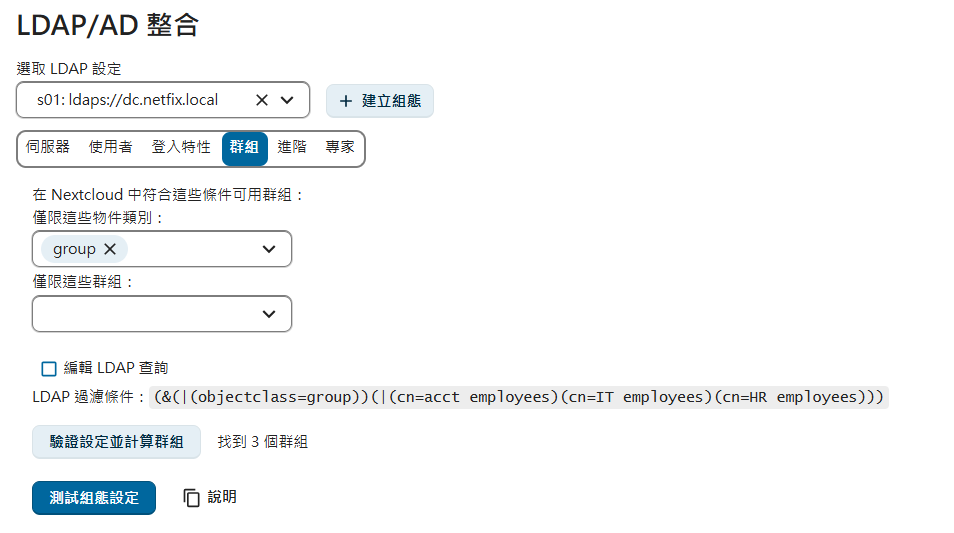 LDAP/AD 整合
選取 LDAP 設定
s01: ldaps://dc.netfix.local
建立組態
伺服器 使用者 登入特性 群組 進階 專家
在 Nextcloud 中符合這些條件可用群組：
僅限這些物件類別：
group
僅限這些群組：
編輯 LDAP 查詢
LDAP 過濾條件： (&(|(objectclass=group))(|(cn=acct employees)(cn=IT employees)(cn=HR employees)))
驗證設定並計算群組 找到 3 個群組
測試組態設定 說明